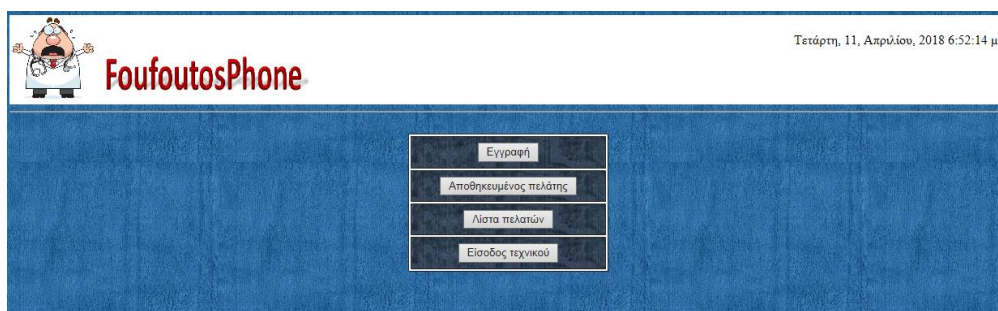 Τετάρτη, 11, Απριλίου, 2018 6:52:14 μ
FoufoutosPhone
Εγγραφή
Αποθηκευμένος πελάτης
Λίστα πελατών
Είσοδος τεχνικού